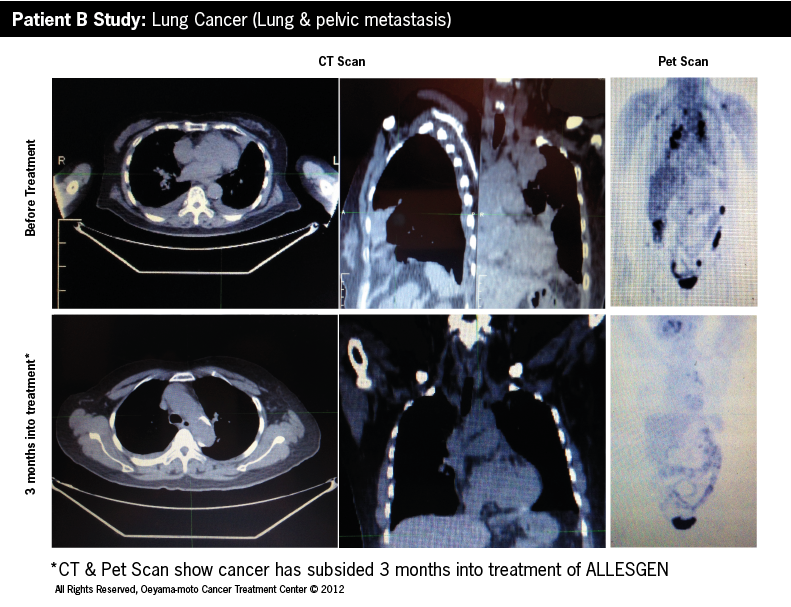 Patient B Study: Lung Cancer (Lung & pelvic metastasis)
CT Scan
Pet Scan
Before Treatment
R
L
3 months into treatment*
*CT & Pet Scan show cancer has subsided 3 months into treatment of ALLESGEN
All Rights Reserved, Oeyama-moto Cancer Treatment Center © 2012